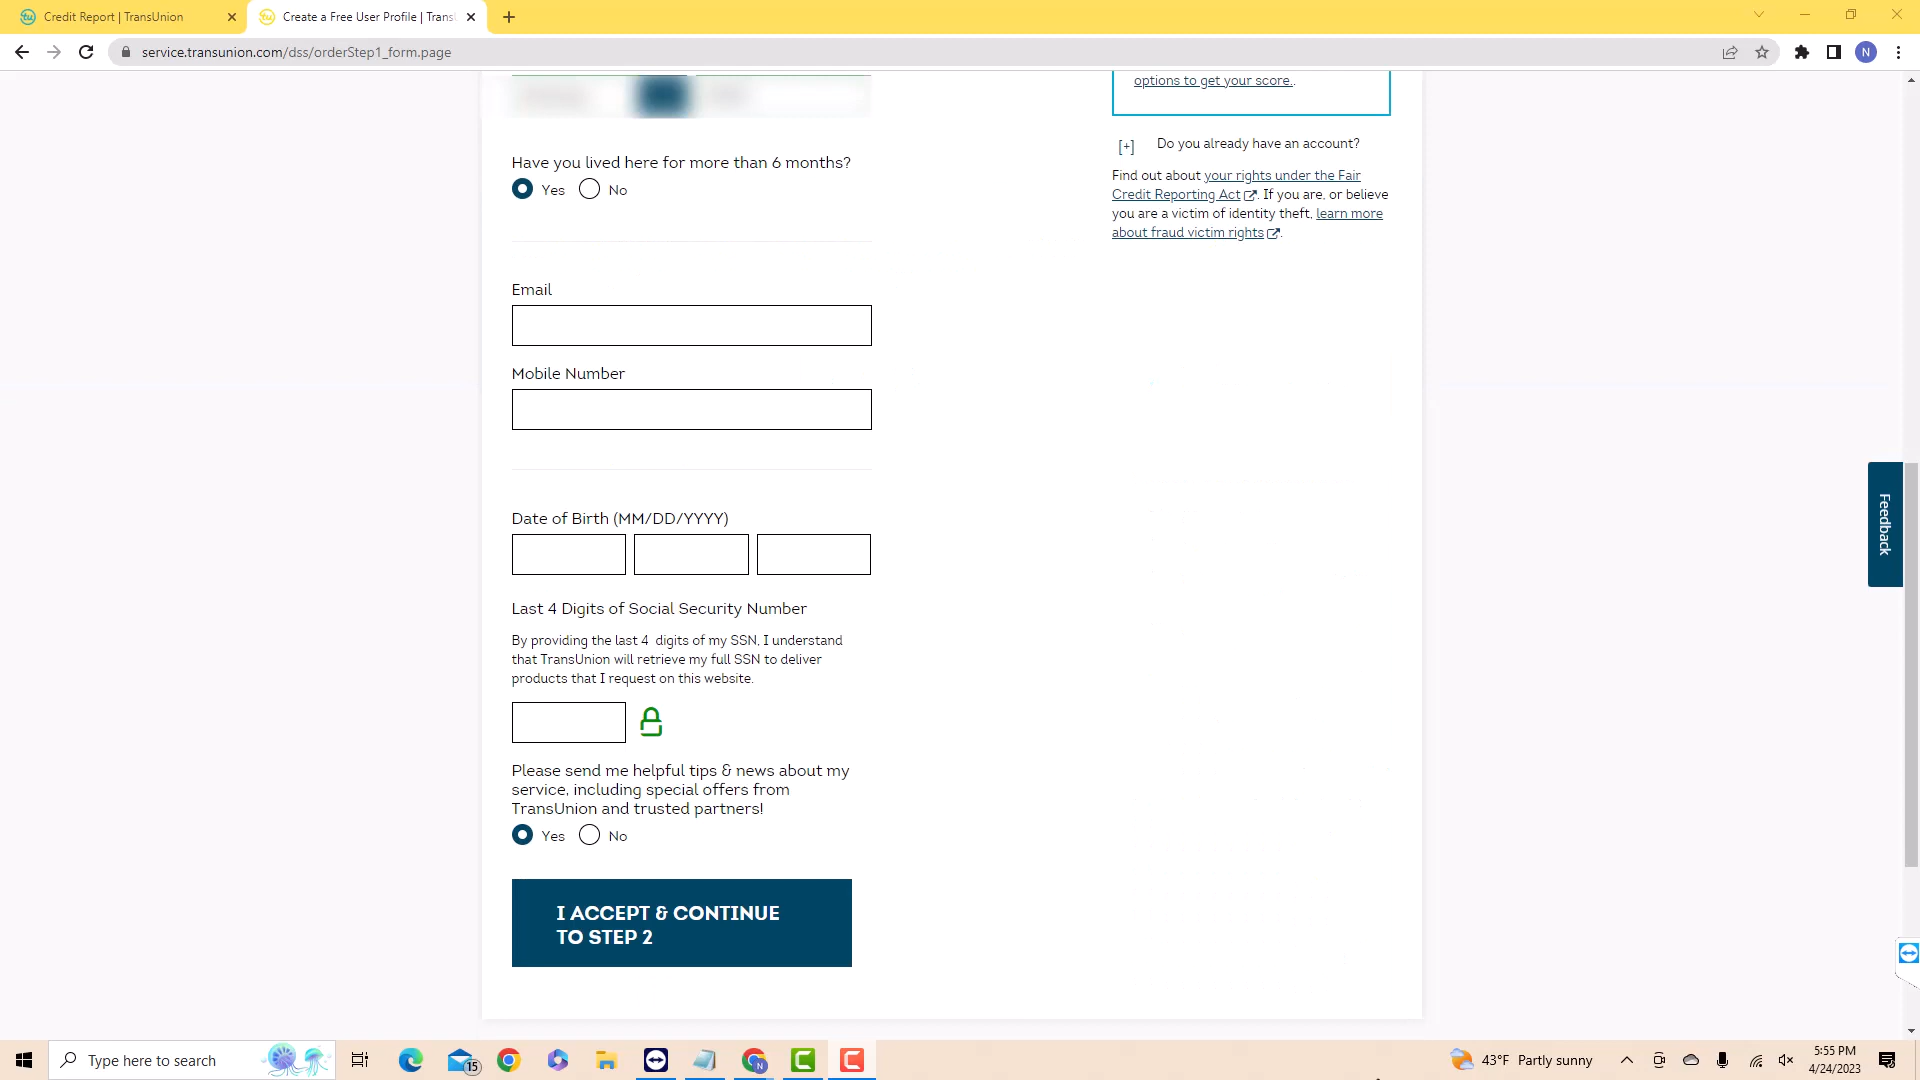 Credit Report | TransUnion
Create a Free User Profile | Trans
service.transunion.com/dss/orderStep1_form.page
N
options to get your score..
Have you lived here for more than 6 months?
Yes No
[+] Do you already have an account?
Find out about your rights under the Fair
Credit Reporting Act. If you are, or believe
you are a victim of identity theft, learn more
about fraud victim rights.
Email
Mobile Number
Feedback
Date of Birth (MM/DD/YYYY)
Last 4 Digits of Social Security Number
By providing the last 4 digits of my SSN, I understand
that TransUnion will retrieve my full SSN to deliver
products that I request on this website.
Please send me helpful tips & news about my
service, including special offers from
TransUnion and trusted partners!
Yes No
I ACCEPT & CONTINUE
TO STEP 2
Type here to search
15
N
43°F Partly sunny
5:55 PM
4/24/2023